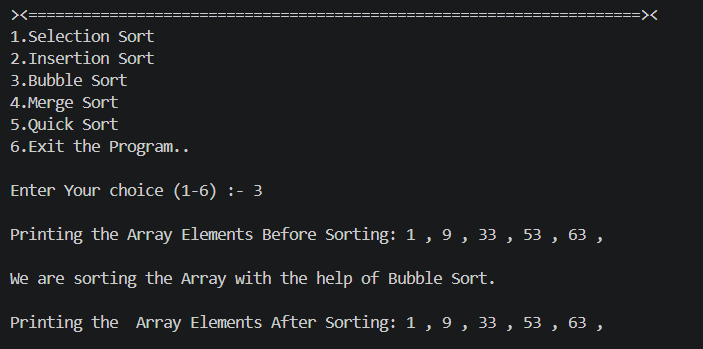 ><====================================================================><
1.Selection Sort
2.Insertion Sort
3.Bubble Sort
4.Merge Sort
5.Quick Sort
6.Exit the Program..
Enter Your choice (1-6) :- 3
Printing the Array Elements Before Sorting: 1 , 9 , 33 , 53 , 63 ,
We are sorting the Array with the help of Bubble Sort.
Printing the  Array Elements After Sorting: 1 , 9 , 33 , 53 , 63 ,